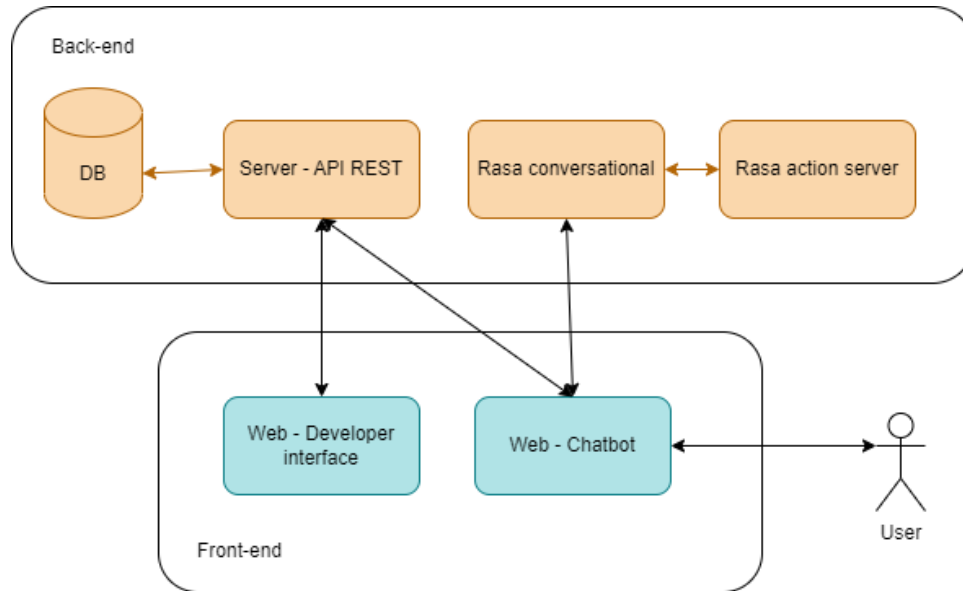 Back-end
DB
Server - API REST
Rasa conversational
Rasa action server
Web - Developer
interface
Web - Chatbot
User
Front-end